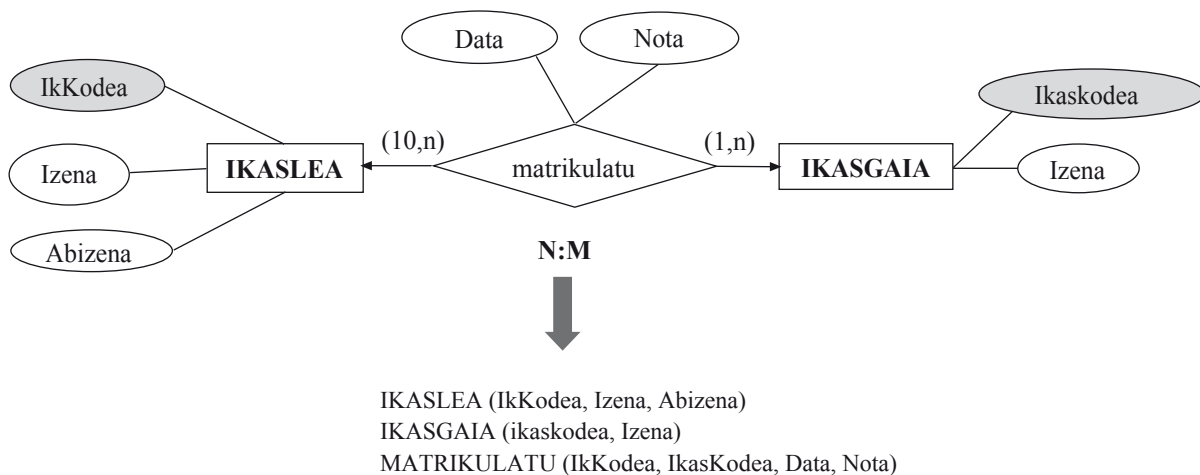 Data
Nota
IkKodea
Ikaskodea
(10,n)
(1,n)
Izena
IKASLEA
matrikulatu
IKASGAIA
Izena
Abizena
N:M
IKASLEA (IkKodea, Izena, Abizena)
IKASGAIA (ikaskodea, Izena)
MATRIKULATU (IkKodea, IkasKodea, Data, Nota)